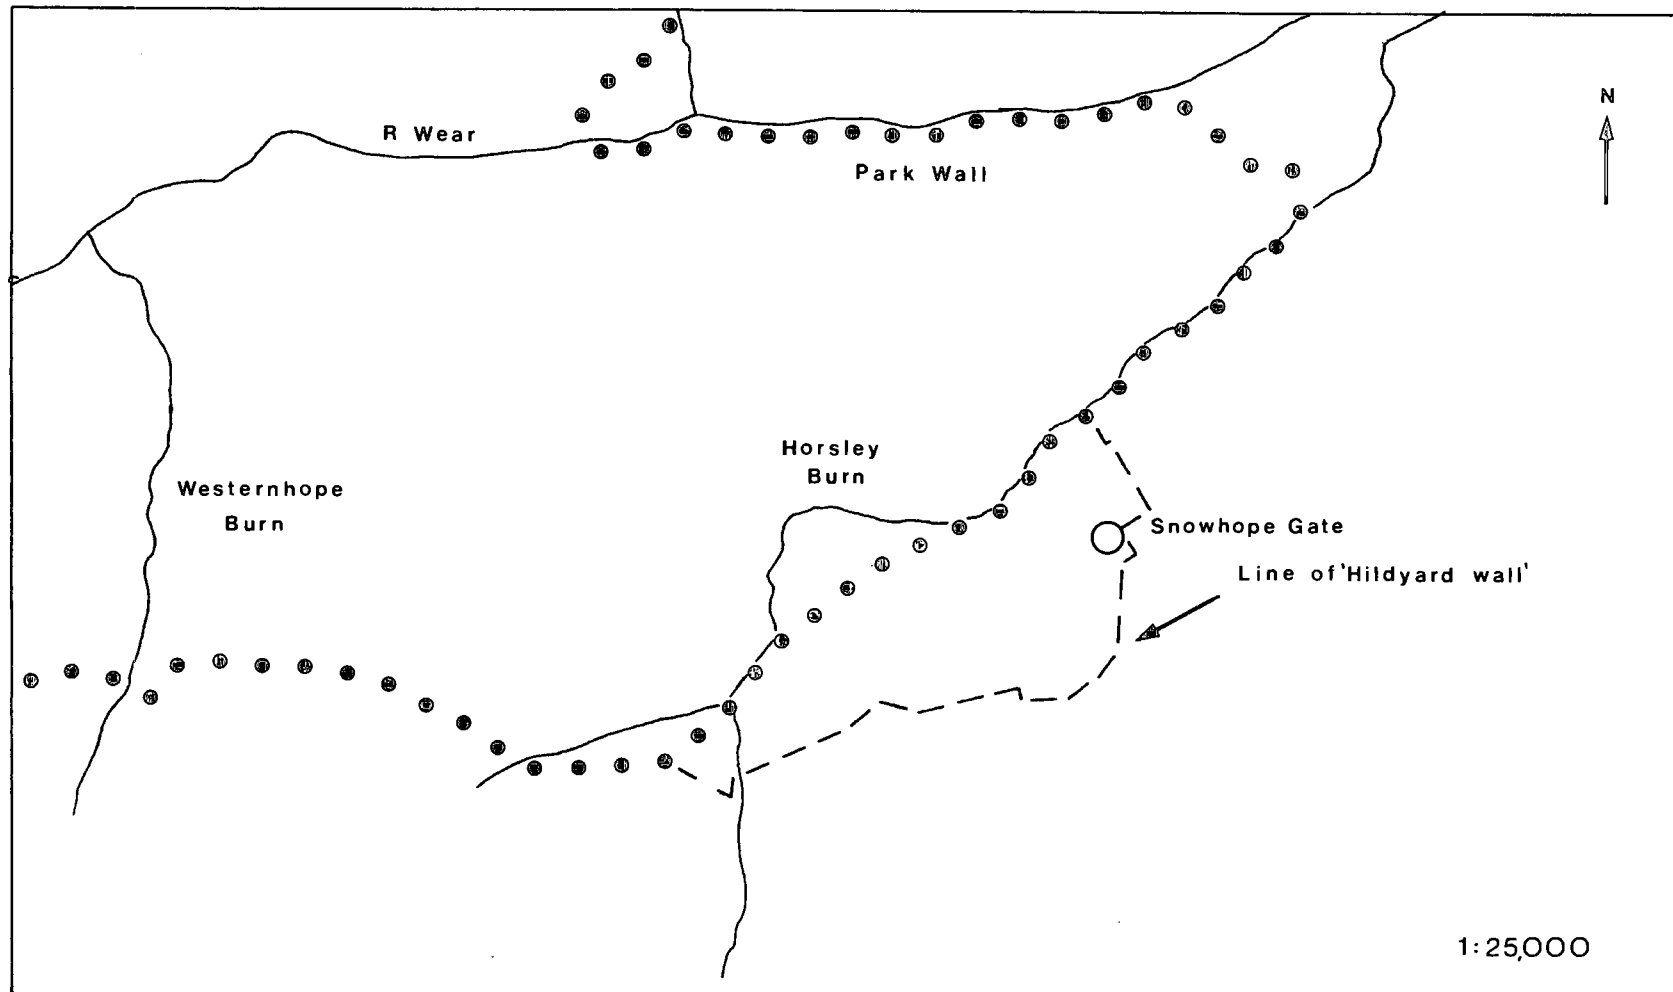 N
R Wear
Park Wall
Horsley
Burn
Westernhope
Burn
Snowhope Gate
Line of 'Hildyard wall'
1:25,000